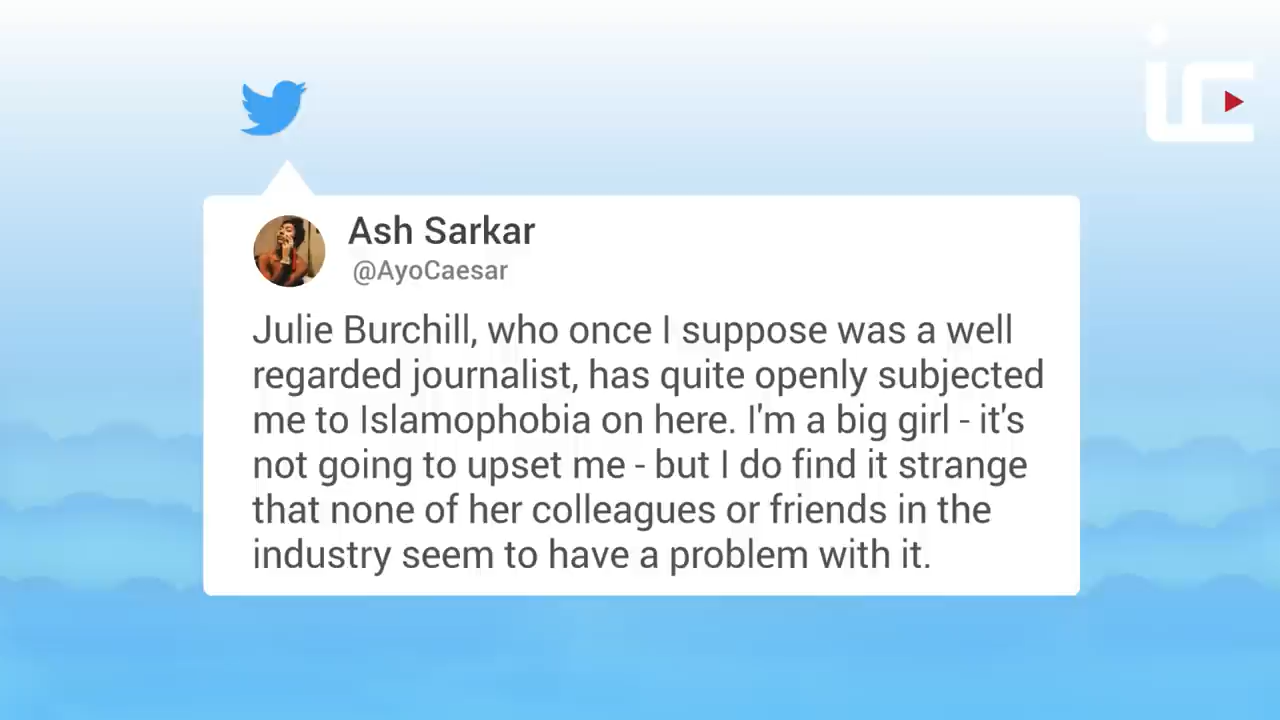 ic
Ash Sarkar
@AyoCaesar
Julie Burchill, who once I suppose was a well
regarded journalist, has quite openly subjected
me to Islamophobia on here. I'm a big girl - it's
not going to upset me - but I do find it strange
that none of her colleagues or friends in the
industry seem to have a problem with it.